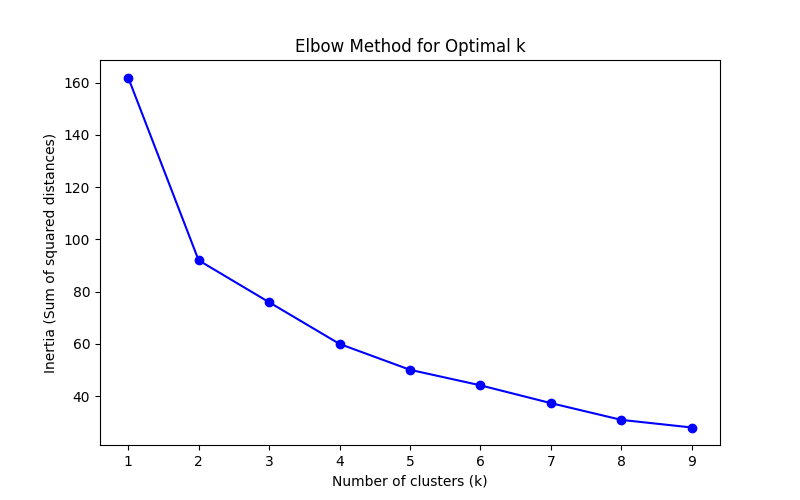 Elbow Method for Optimal k
Inertia (Sum of squared distances)
160
140
120
100
80
60
40
1 2 3 4 5 6 7 8 9
Number of clusters (k)